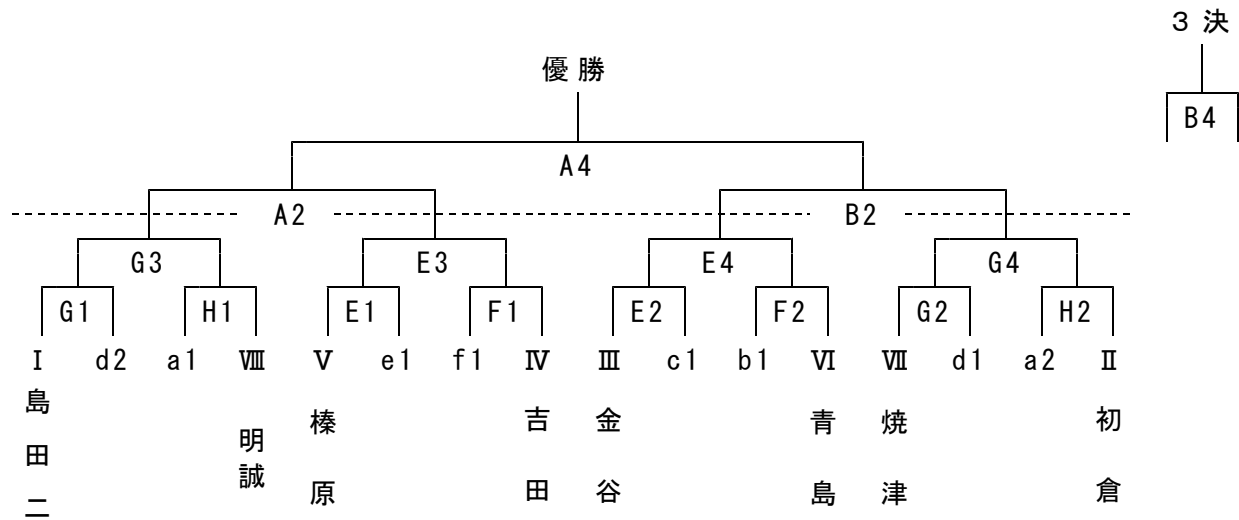 3 決
優 勝
B4
A4
A2 B2
G3 E3 E4 G4
G1 H1 E1 F1 E2 F2 G2 H2
Ⅰ d2 a1 Ⅷ Ⅴ e1 f1 Ⅳ Ⅲ c1 b1 Ⅵ Ⅶ d1 a2 Ⅱ
島田二
明誠
榛原
吉田
金谷
青島
焼津
初倉